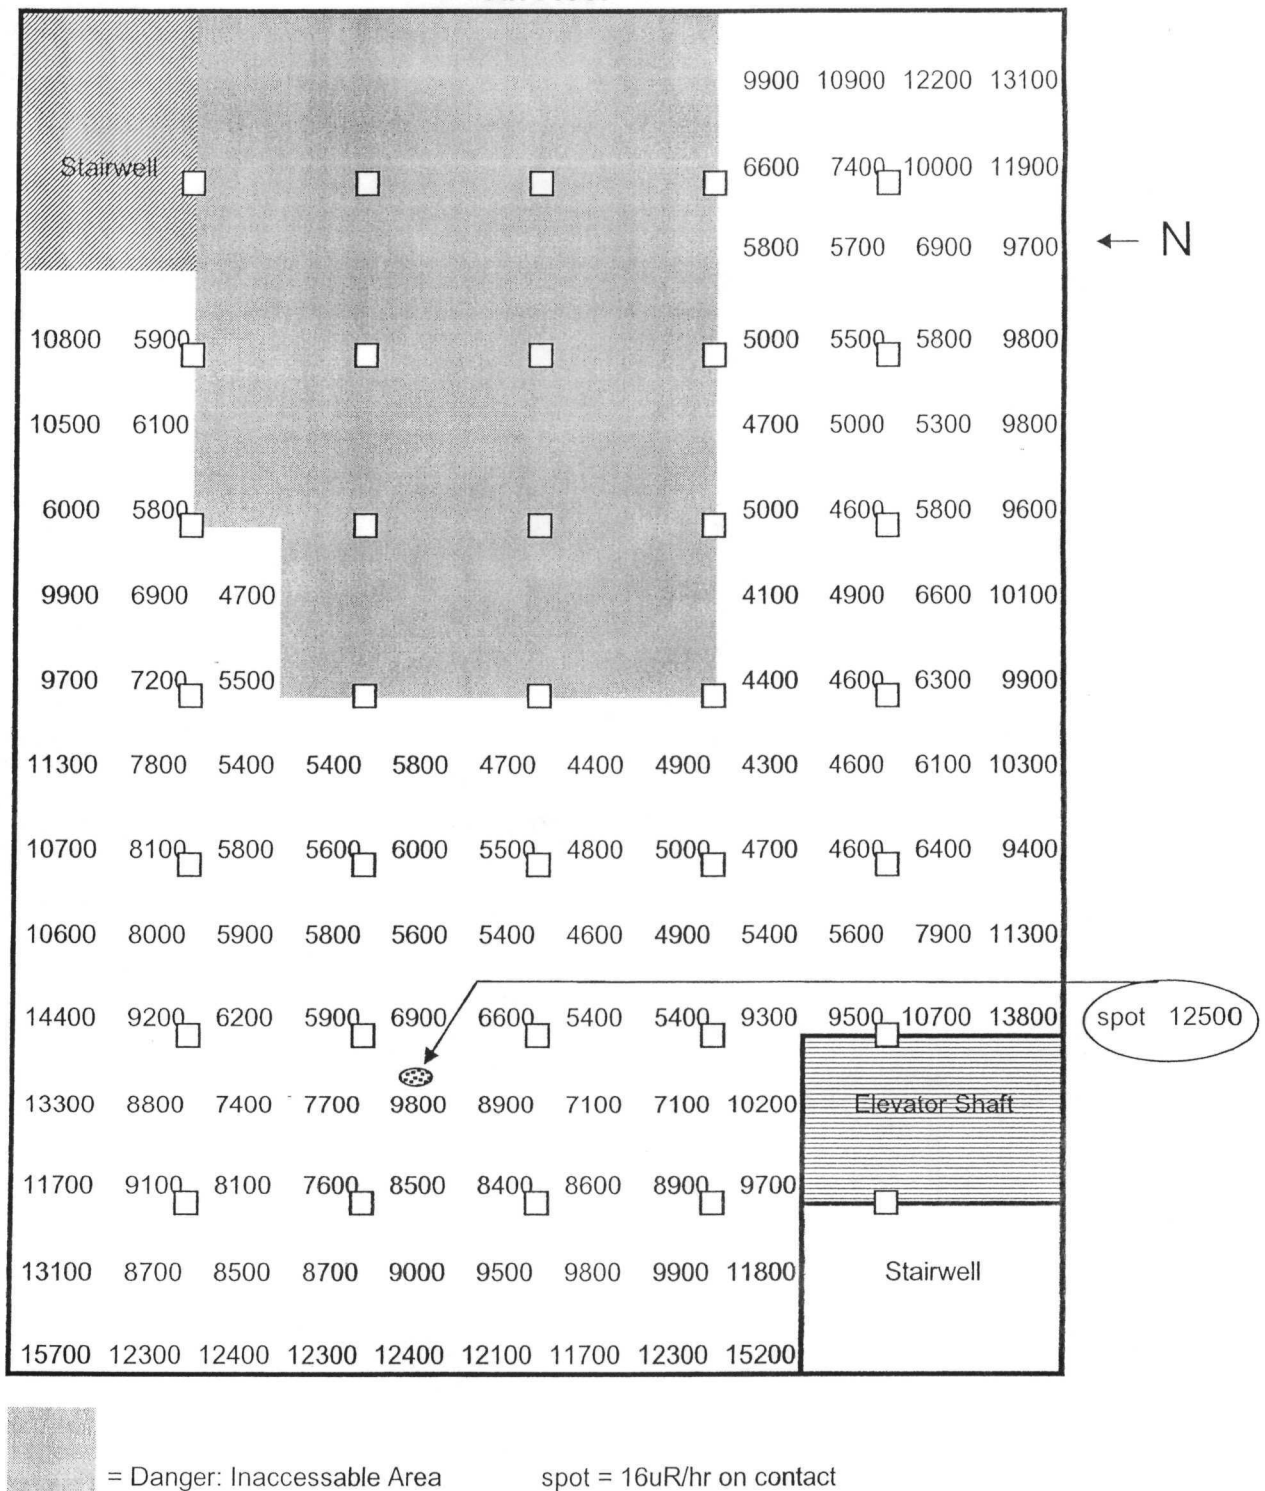 9900 10900 12200 13100
Stairwell 6600 7400 10000 11900
5800 5700 6900 9700 N
10800 5900 5000 5500 5800 9800
10500 6100 4700 5000 5300 9800
6000 5800 5000 4600 5800 9600
9900 6900 4700 4100 4900 6600 10100
9700 7200 5500 4400 4600 6300 9900
11300 7800 5400 5400 5800 4700 4400 4900 4300 4600 6100 10300
10700 8100 5800 5600 6000 5500 4800 5000 4700 4600 6400 9400
10600 8000 5900 5800 5600 5400 4600 4900 5400 5600 7900 11300
14400 9200 6200 5900 6900 6600 5400 5400 9300 9500 10700 13800 spot 12500
13300 8800 7400 7700 9800 8900 7100 7100 10200 Elevator Shaft
11700 9100 8100 7600 8500 8400 8600 8900 9700
13100 8700 8500 8700 9000 9500 9800 9900 11800 Stairwell
15700 12300 12400 12300 12400 12100 11700 12300 15200
= Danger: Inaccessable Area spot = 16uR/hr on contact